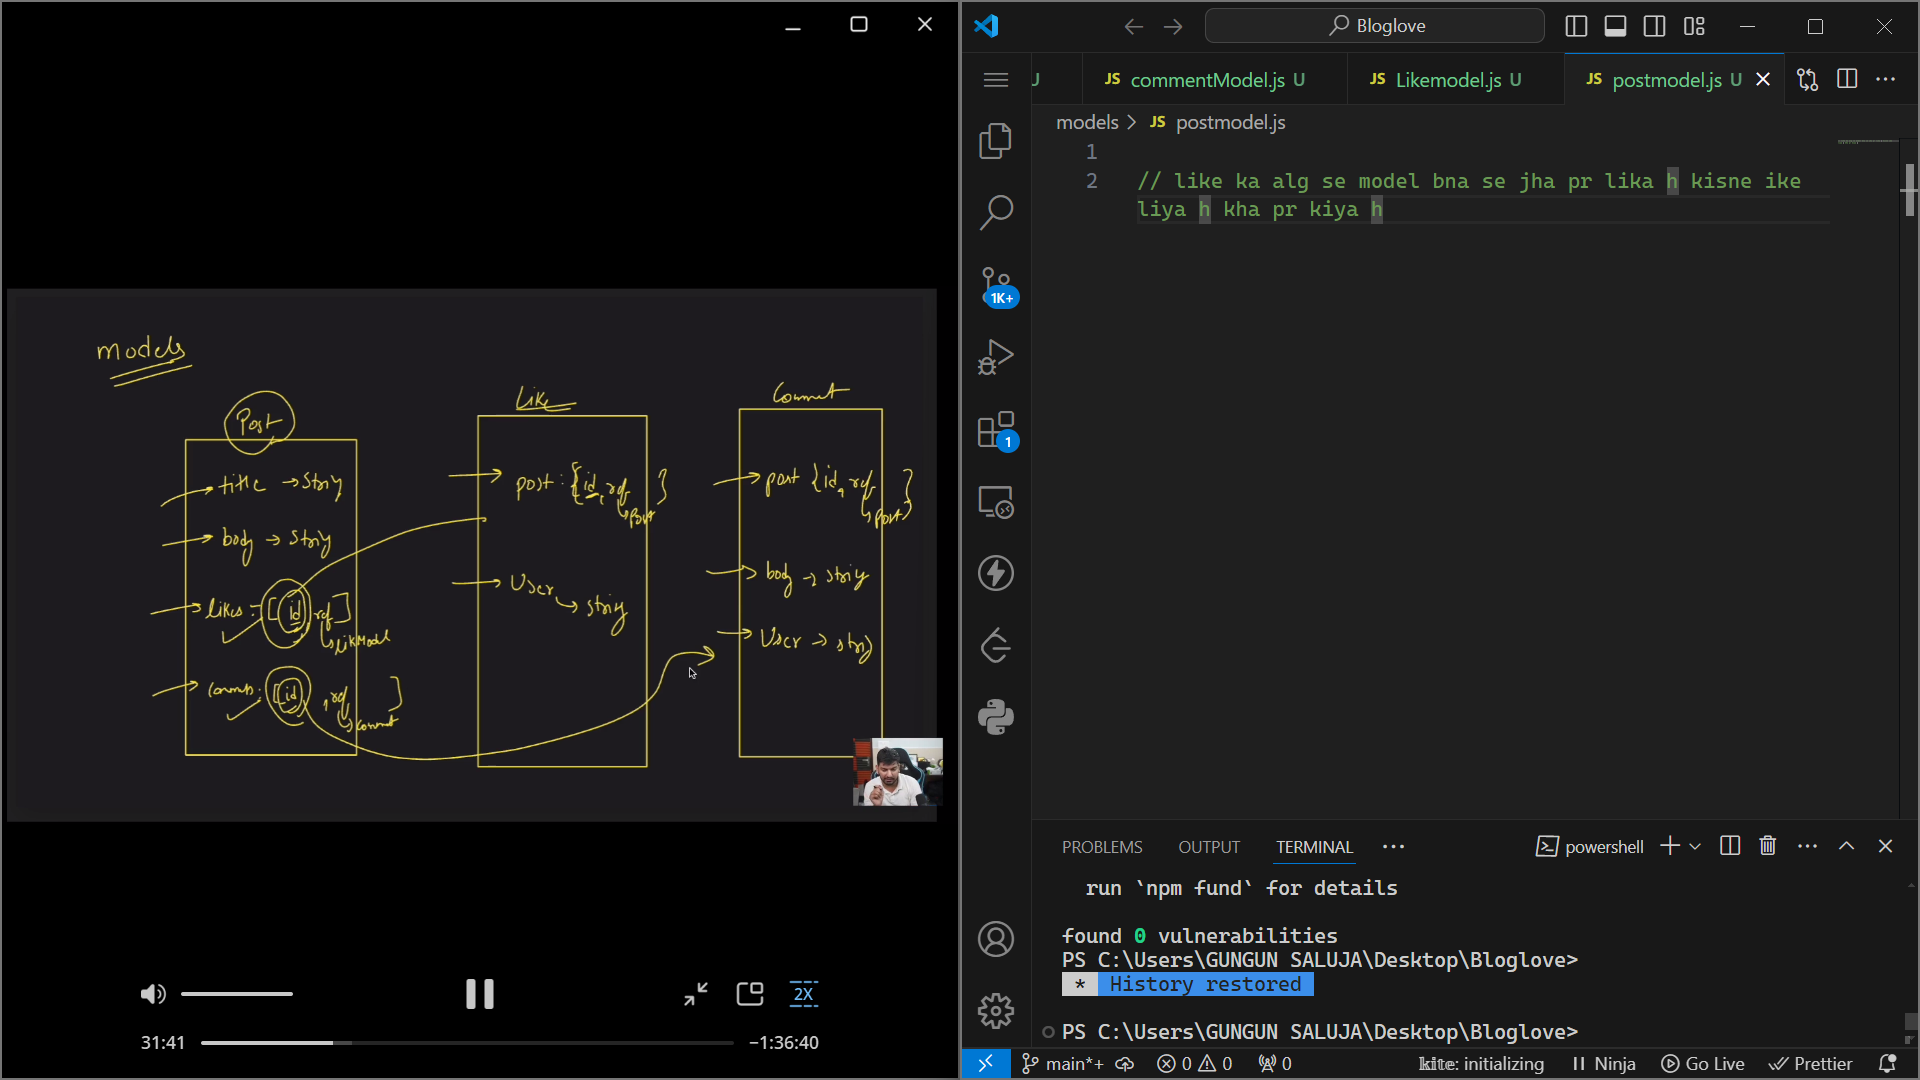 models
Post
title → String
body → String
likes : [ id ref ]
LikModel
id , ref ]
Like
post : { id, ref }
Post
User
string
Comment
post { id, ref }
post
body → string
User → string
2X
31:41
−1:36:40
Bloglove
U
JS commentModel.js U
JS Likemodel.js U
JS postmodel.js U
models > JS postmodel.js
1
2 // like ka alg se model bna se jha pr lika h kisne ike
liya h kha pr kiya h
1K+
1
PROBLEMS OUTPUT TERMINAL ··· powershell
run `npm fund` for details
found 0 vulnerabilities
PS C:\Users\GUNGUN SALUJA\Desktop\Bloglove>
* History restored
PS C:\Users\GUNGUN SALUJA\Desktop\Bloglove>
main*+ 0 0 0 kite: initializing Ninja Go Live Prettier